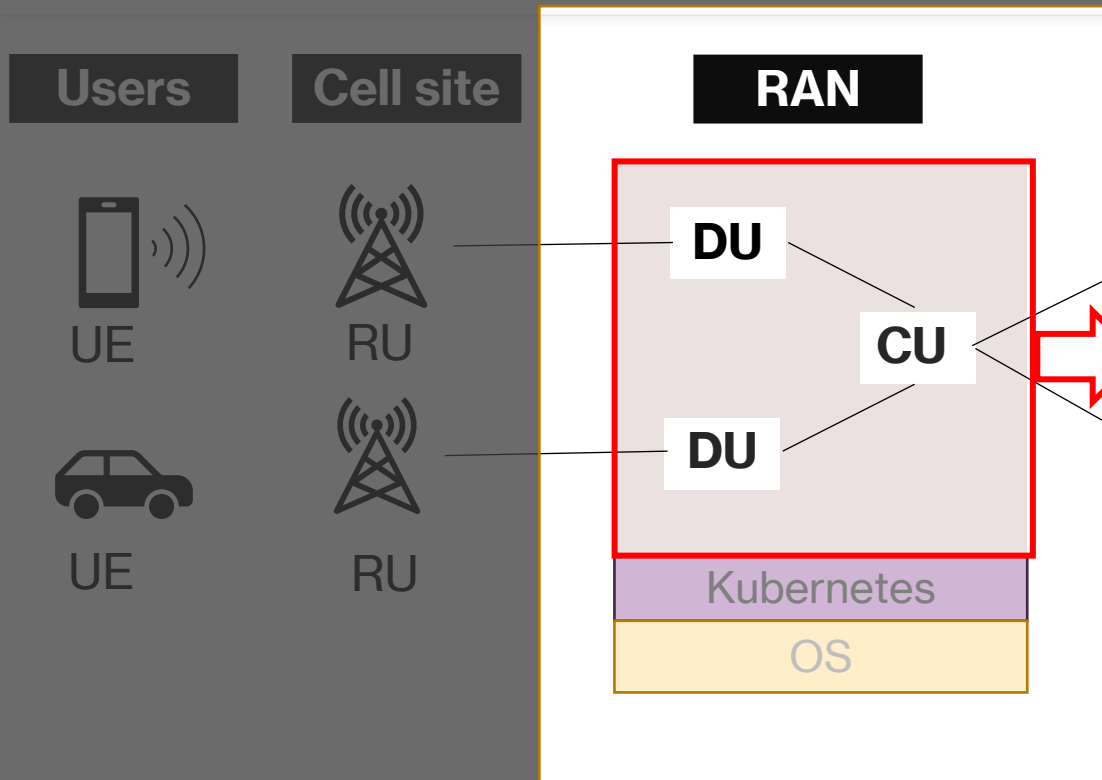 Users
Cell site
RAN
UE
RU
DU
CU
DU
UE
RU
Kubernetes
OS